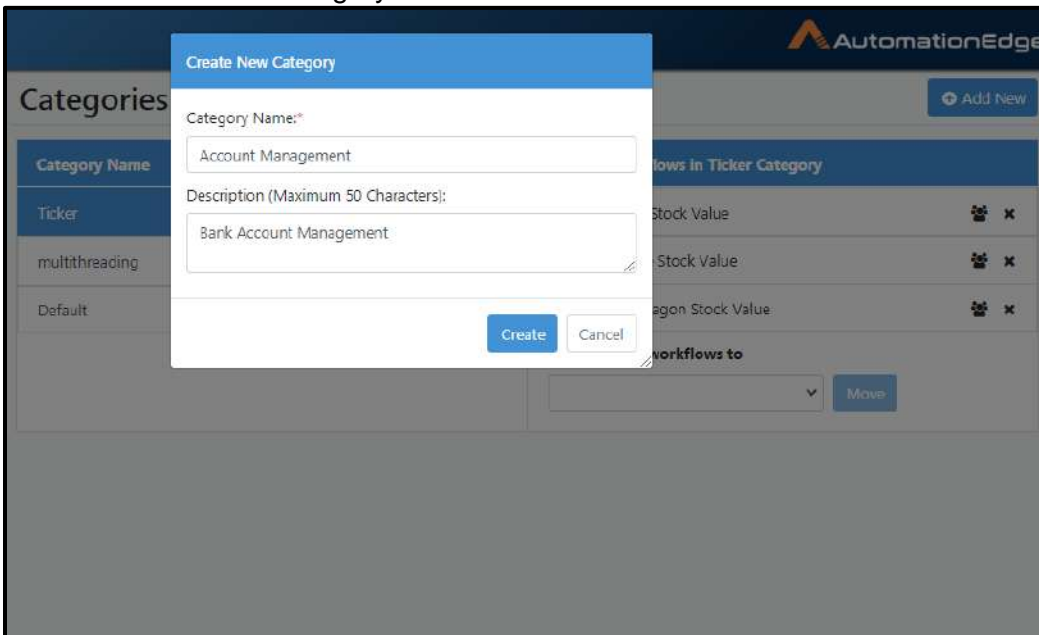 gory
AutomationEdge
Create New Category
Categories
Add New
Category Name:*
Account Management
Category Name
lows in Ticker Category
Description (Maximum 50 Characters):
Ticker
Stock Value
Bank Account Management
multithreading
Stock Value
Default
agon Stock Value
Create
Cancel
workflows to
Move